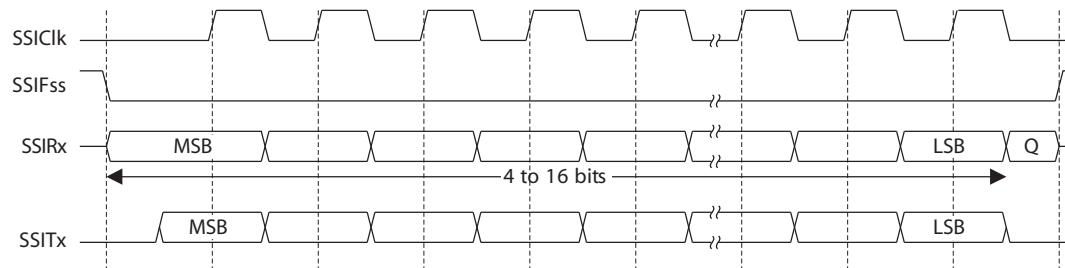 SSIClk
SSIFss
SSIRx MSB LSB Q
4 to 16 bits
SSITx MSB LSB